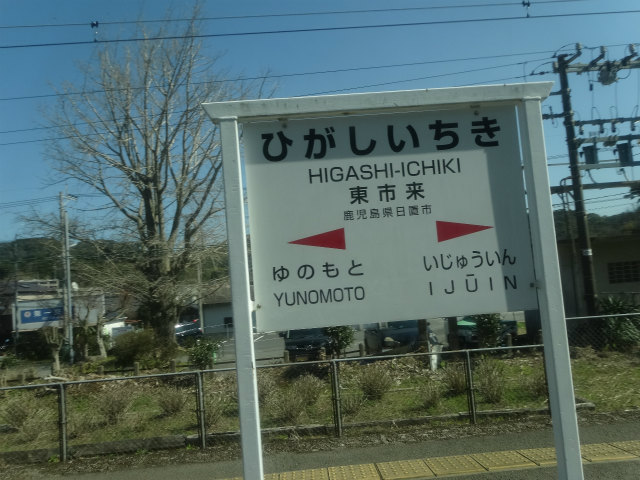 ひがしいちき
HIGASHI-ICHIKI
東市来
鹿児島県日置市
ゆのもと いじゅういん
YUNOMOTO IJŪIN